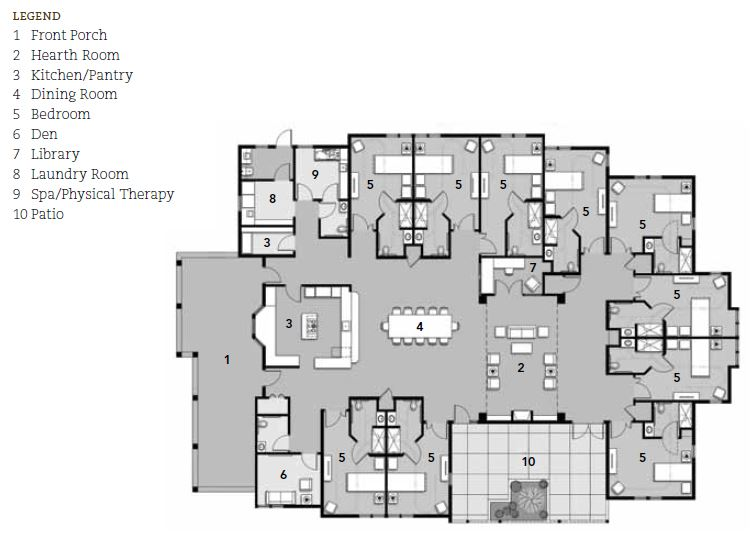 LEGEND
1 Front Porch
2 Hearth Room
3 Kitchen/Pantry
4 Dining Room
5 Bedroom
6 Den
7 Library
8 Laundry Room
9 Spa/Physical Therapy
10 Patio
9
5
5
5
5
8
5
3
7
5
3
4
1
2
5
5
5
5
10
6